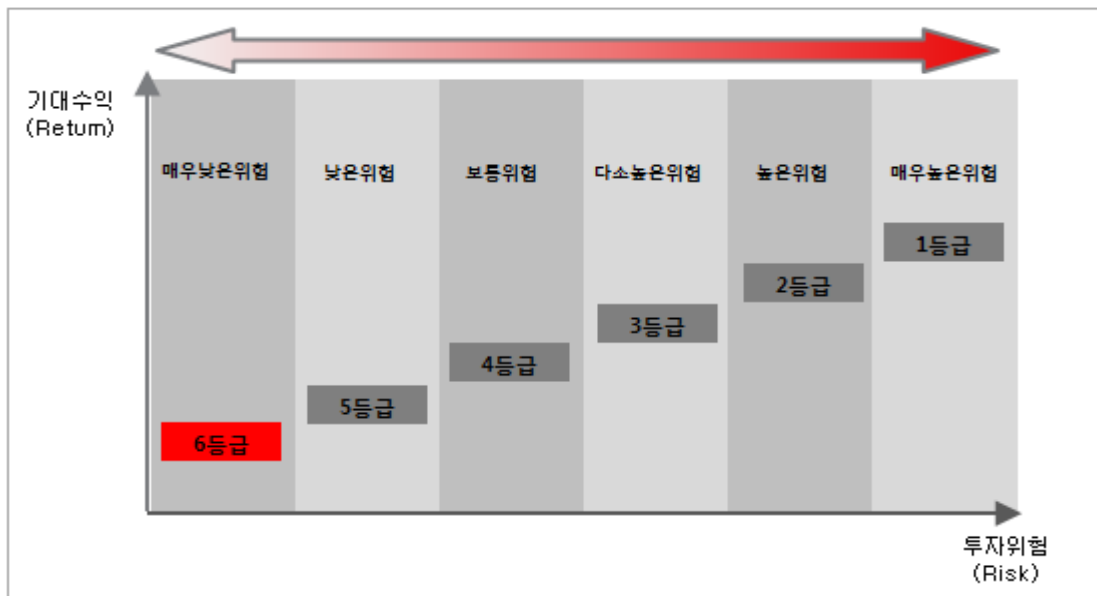 기대수익
(Return)
매우낮은위험
낮은위험
보통위험
다소높은위험
높은위험
매우높은위험
1등급
2등급
3등급
4등급
5등급
6등급
투자위험
(Risk)